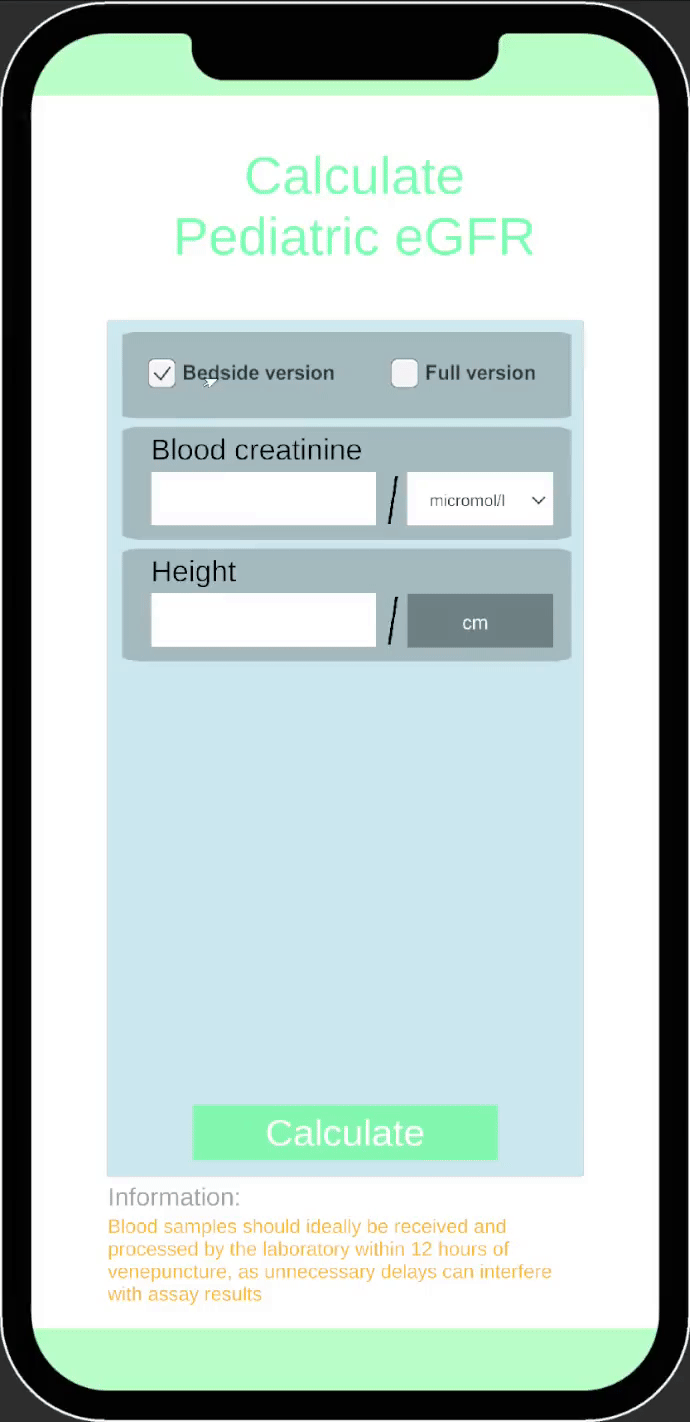 Calculate
Pediatric eGFR
Bedside version Full version
Blood creatinine
/ micromol/l
Height
/ cm
Calculate
Information:
Blood samples should ideally be received and
processed by the laboratory within 12 hours of
venepuncture, as unnecessary delays can interfere
with assay results